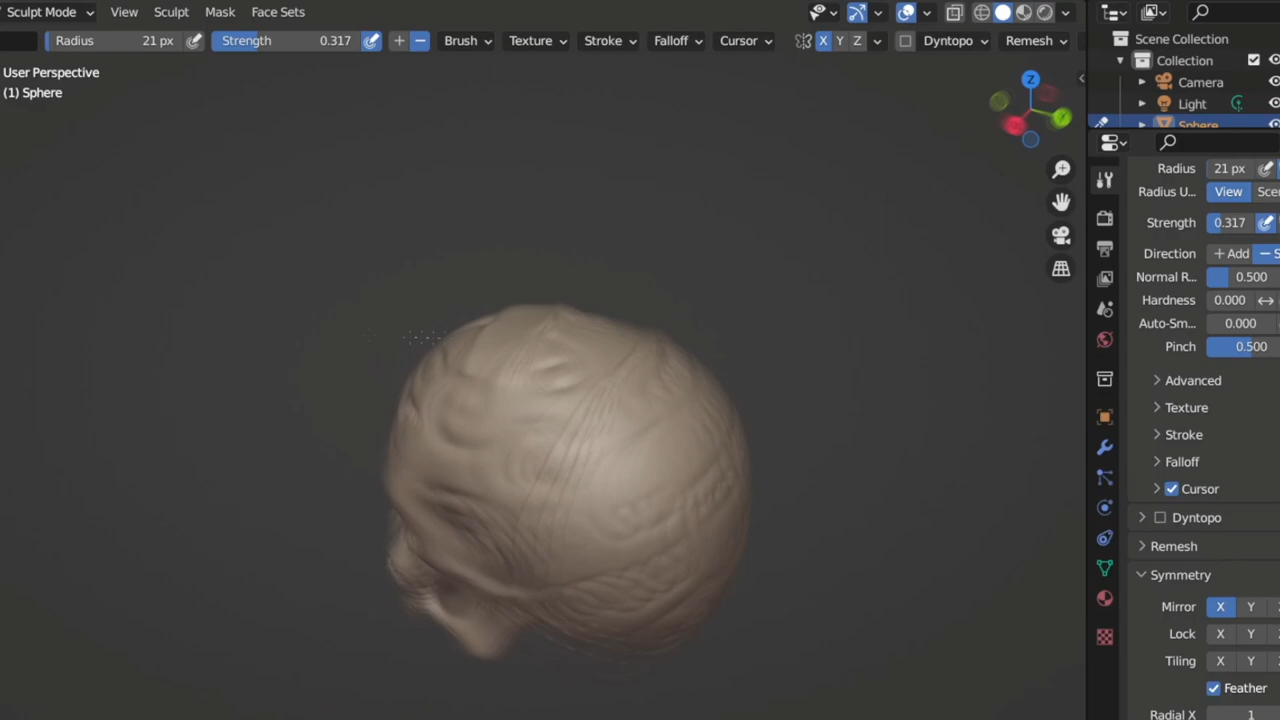 Sculpt Mode View Sculpt Mask Face Sets
Radius 21 px Strength 0.317 Brush Texture Stroke Falloff Cursor X Y Z Dyntopo Remesh
User Perspective
(1) Sphere
Z
Scene Collection
Collection
Camera
Light
Sphere
Radius 21 px
Radius U... View Scen
Strength 0.317
Direction + Add — S
Normal R... 0.500
Hardness 0.000
Auto-Sm... 0.000
Pinch 0.500
Advanced
Texture
Stroke
Falloff
Cursor
Dyntopo
Remesh
Symmetry
Mirror X Y
Lock X Y
Tiling X Y
Feather
Radial X 1